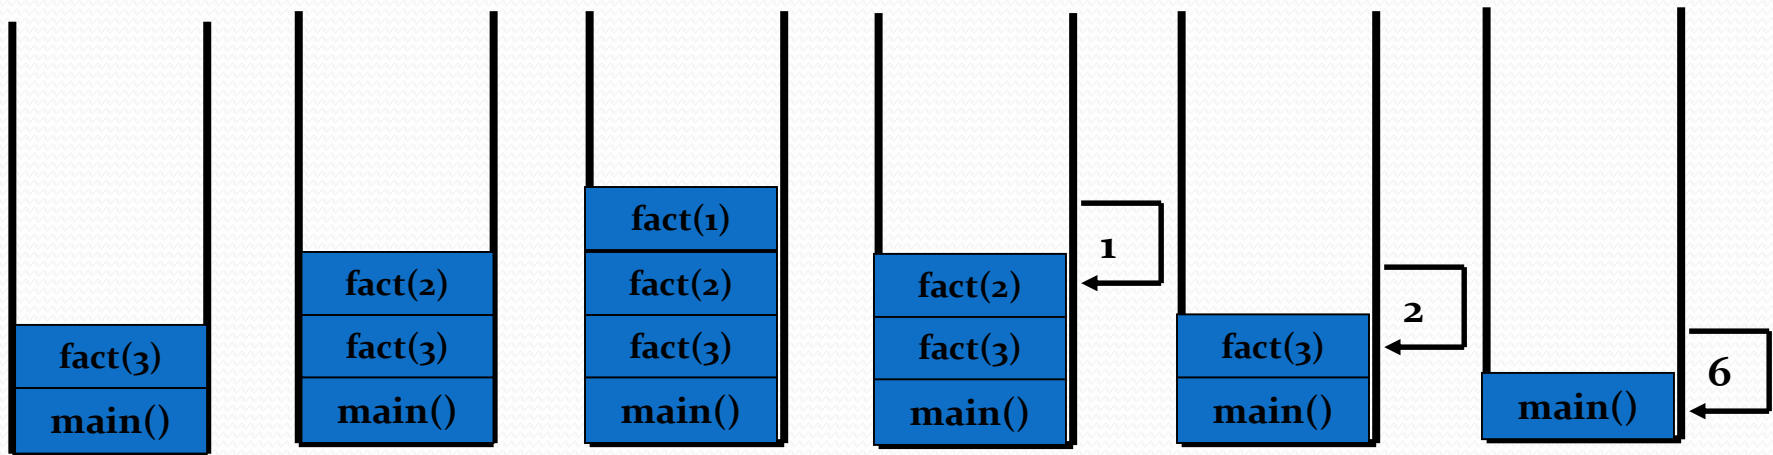 fact(3)
main()
fact(2)
fact(3)
main()
fact(1)
fact(2)
fact(3)
main()
fact(2)
fact(3)
main()
1
fact(3)
main()
2
main()
6